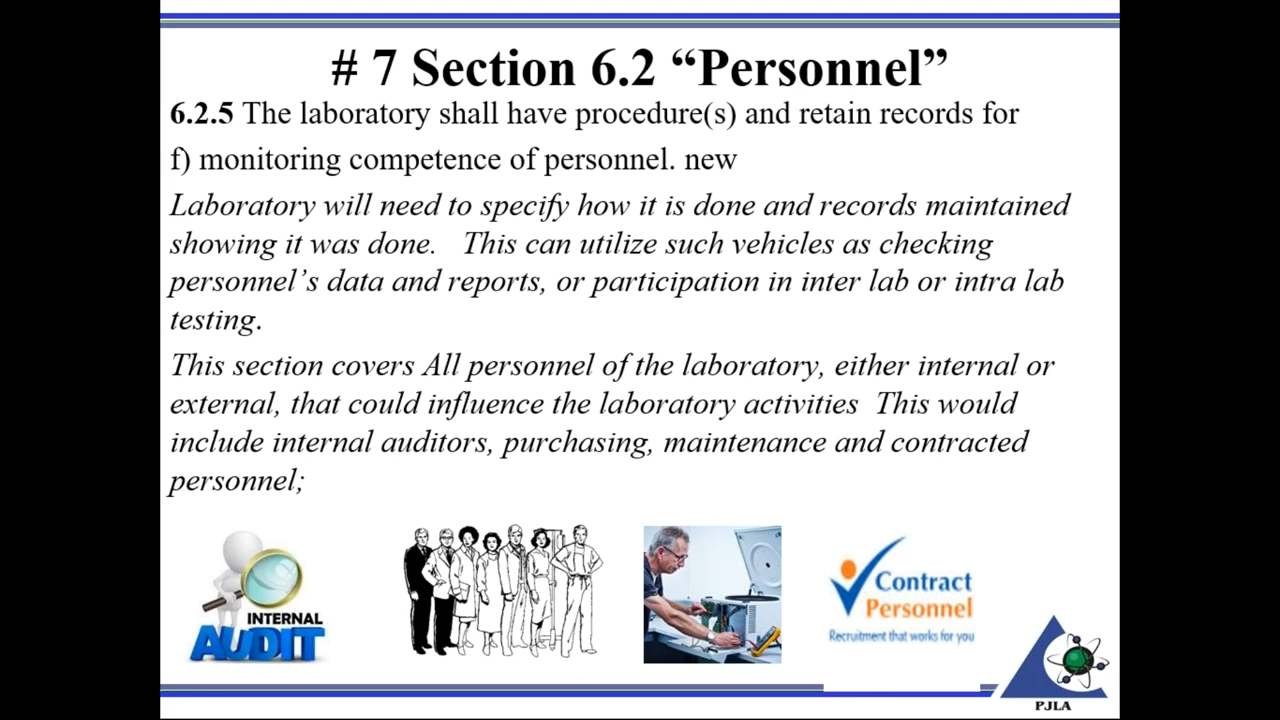 # 7 Section 6.2 “Personnel”
6.2.5 The laboratory shall have procedure(s) and retain records for
f) monitoring competence of personnel. new
Laboratory will need to specify how it is done and records maintained
showing it was done. This can utilize such vehicles as checking
personnel’s data and reports, or participation in inter lab or intra lab
testing.
This section covers All personnel of the laboratory, either internal or
external, that could influence the laboratory activities This would
include internal auditors, purchasing, maintenance and contracted
personnel;
INTERNAL
AUDIT
Contract
Personnel
Recruitment that works for you
PJLA